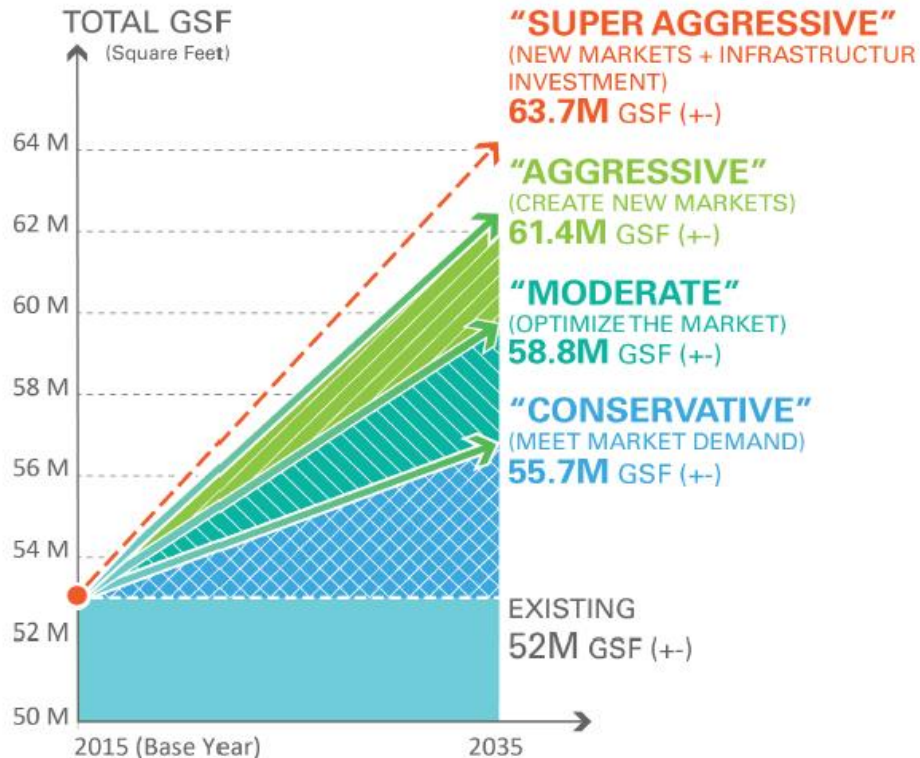 TOTAL GSF
(Square Feet)
64 M
62 M
60 M
58 M
56 M
54 M
52 M
50 M
2015 (Base Year)
2035
“SUPER AGGRESSIVE”
(NEW MARKETS + INFRASTRUCTUR
INVESTMENT)
63.7M GSF (+-)
“AGGRESSIVE”
(CREATE NEW MARKETS)
61.4M GSF (+-)
“MODERATE”
(OPTIMIZE THE MARKET)
58.8M GSF (+-)
“CONSERVATIVE”
(MEET MARKET DEMAND)
55.7M GSF (+-)
EXISTING
52M GSF (+-)